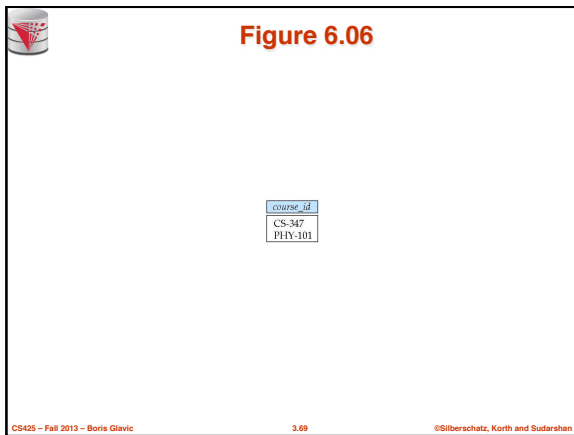 Figure 6.06
course_id
CS-347
PHY-101
CS425 – Fall 2013 – Boris Glavic
3.69
©Silberschatz, Korth and Sudarshan